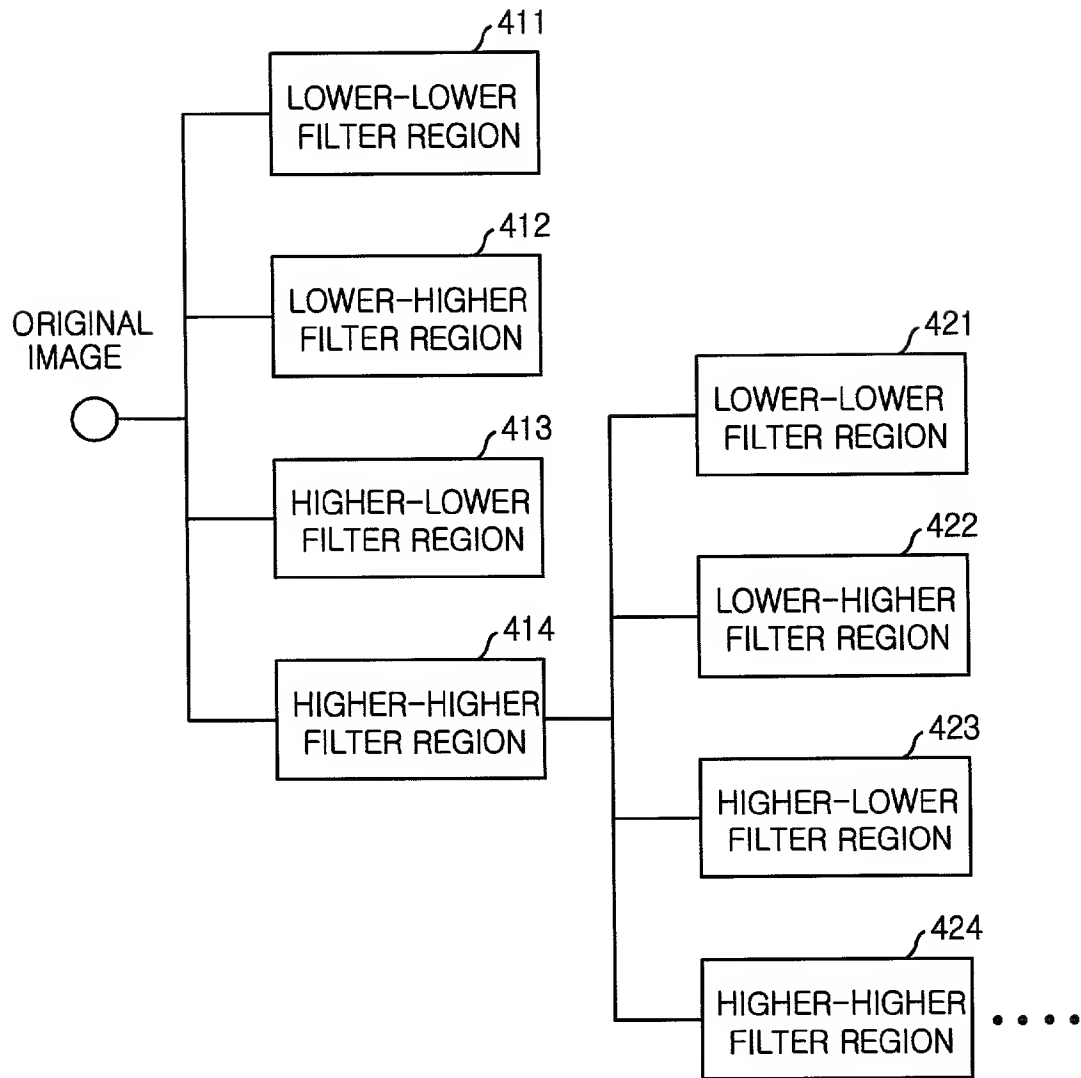 411
LOWER-LOWER
FILTER REGION
412
LOWER-HIGHER
FILTER REGION
ORIGINAL
IMAGE
413
HIGHER-LOWER
FILTER REGION
414
HIGHER-HIGHER
FILTER REGION
421
LOWER-LOWER
FILTER REGION
422
LOWER-HIGHER
FILTER REGION
423
HIGHER-LOWER
FILTER REGION
424
HIGHER-HIGHER
FILTER REGION